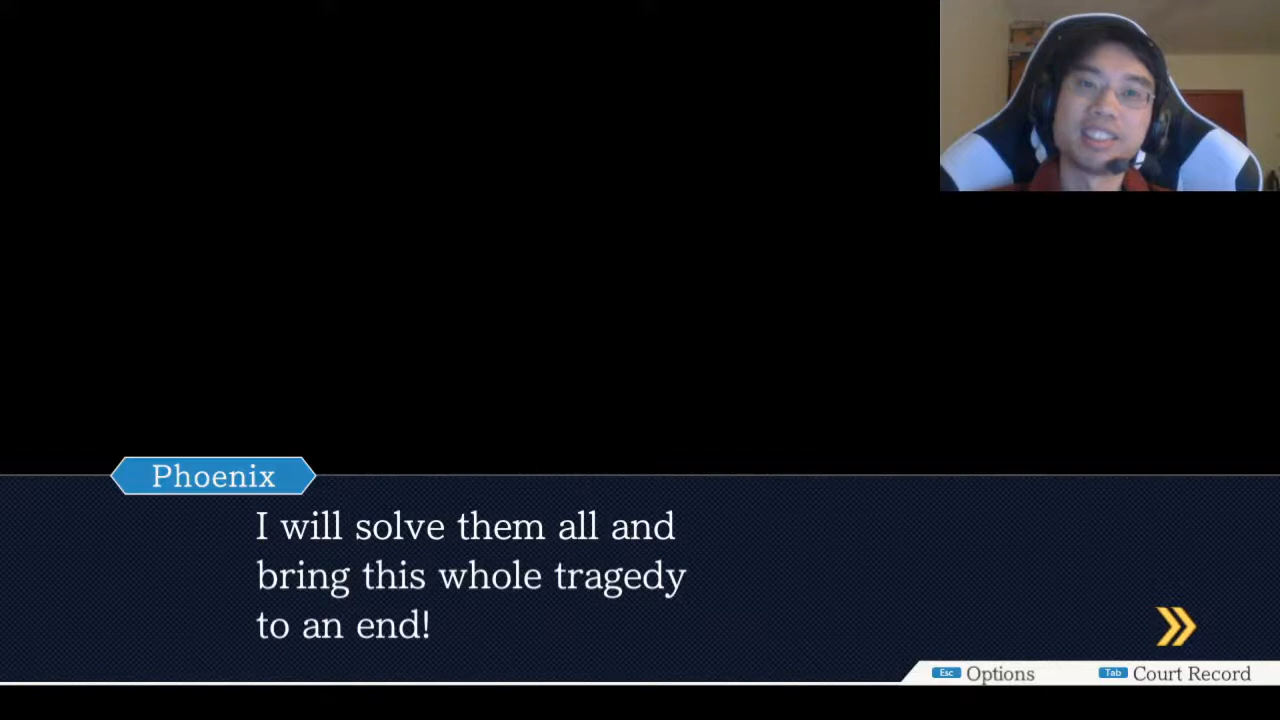 Phoenix
I will solve them all and
bring this whole tragedy
to an end!
Esc Options
Tab Court Record